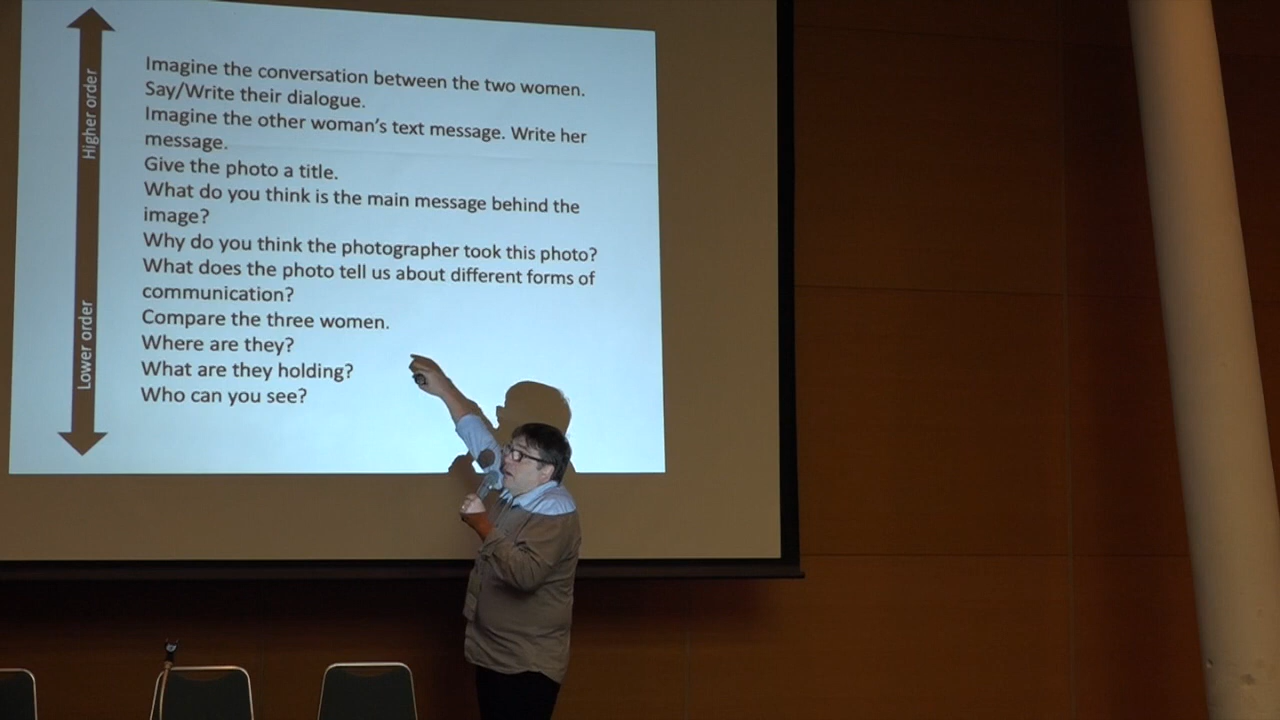 Higher order
Lower order
Imagine the conversation between the two women.
Say/Write their dialogue.
Imagine the other woman's text message. Write her
message.
Give the photo a title.
What do you think is the main message behind the
image?
Why do you think the photographer took this photo?
What does the photo tell us about different forms of
communication?
Compare the three women.
Where are they?
What are they holding?
Who can you see?